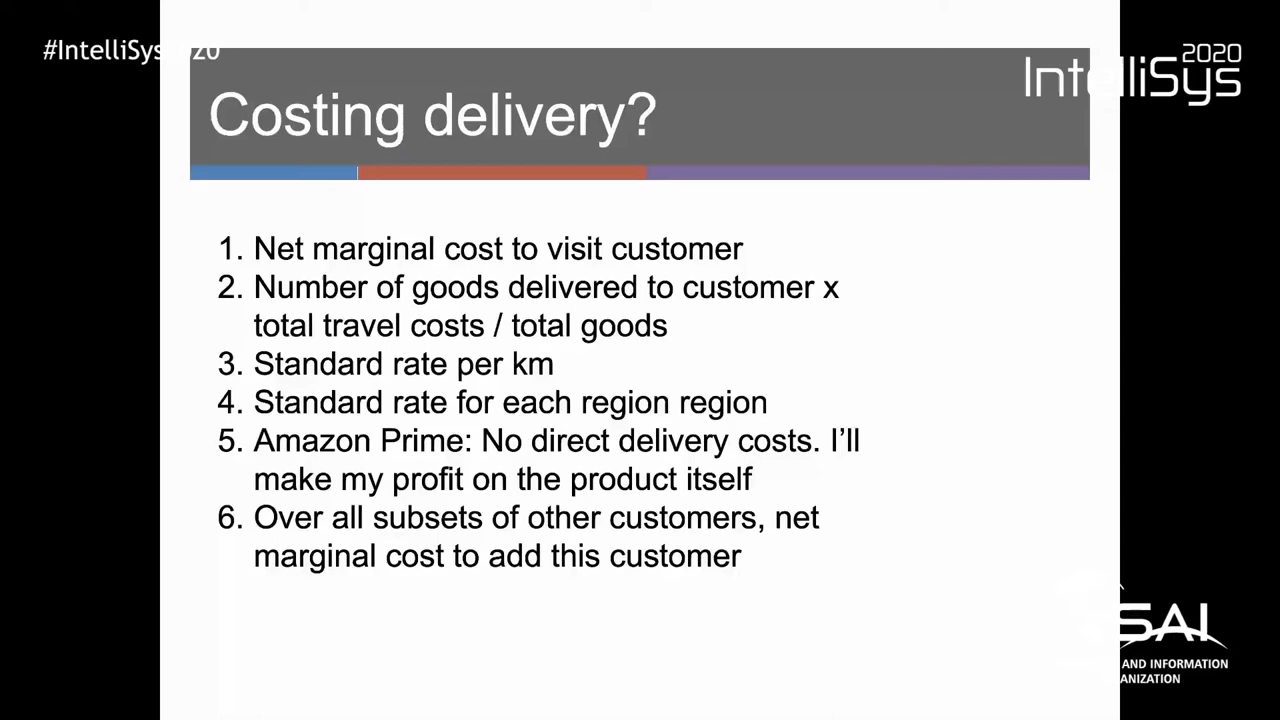 #IntelliSys2020
IntelliSys
2020
Costing delivery?
1. Net marginal cost to visit customer
2. Number of goods delivered to customer x
total travel costs / total goods
3. Standard rate per km
4. Standard rate for each region region
5. Amazon Prime: No direct delivery costs. I'll
make my profit on the product itself
6. Over all subsets of other customers, net
marginal cost to add this customer
SAI
AND INFORMATION